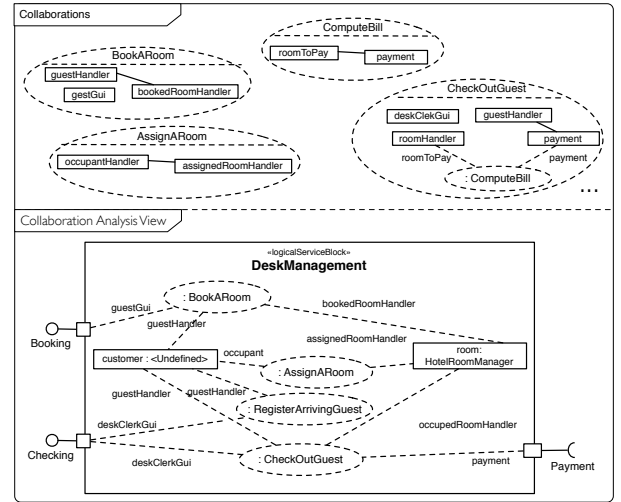 Collaborations
ComputeBill
roomToPay
payment
BookARoom
guestHandler
gestGui
bookedRoomHandler
CheckOutGuest
deskClekGui
guestHandler
roomHandler
payment
roomToPay
payment
: ComputeBill
...
AssignARoom
occupantHandler
assignedRoomHandler
Collaboration Analysis View
«logicalServiceBlock»
DeskManagement
: BookARoom
guestGui
bookedRoomHandler
guestHandler
Booking
assignedRoomHandler
customer : <Undefined>
occupant
room:
HotelRoomManager
: AssignARoom
guestHandler
guestHandler
: RegisterArrivingGuest
deskClerkGui
occupedRoomHandler
Checking
deskClerkGui
: CheckOutGuest
payment
Payment